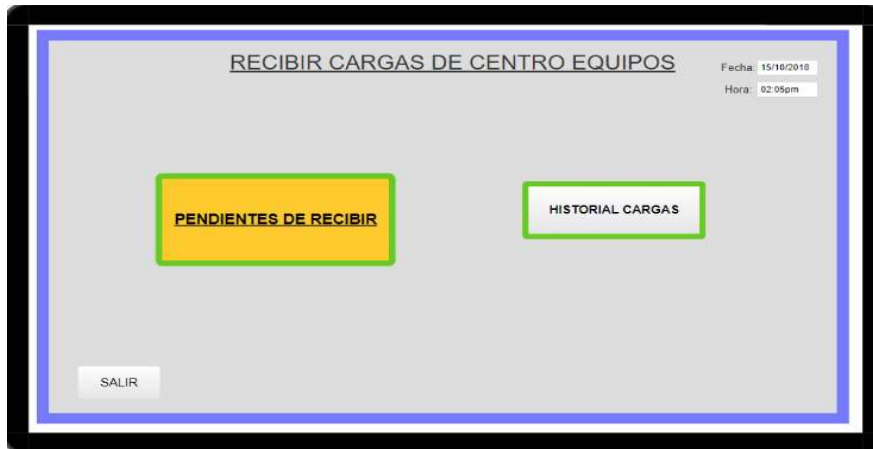 RECIBIR CARGAS DE CENTRO EQUIPOS
Fecha: 15/10/2018
Hora: 02:05pm
PENDIENTES DE RECIBIR
HISTORIAL CARGAS
SALIR